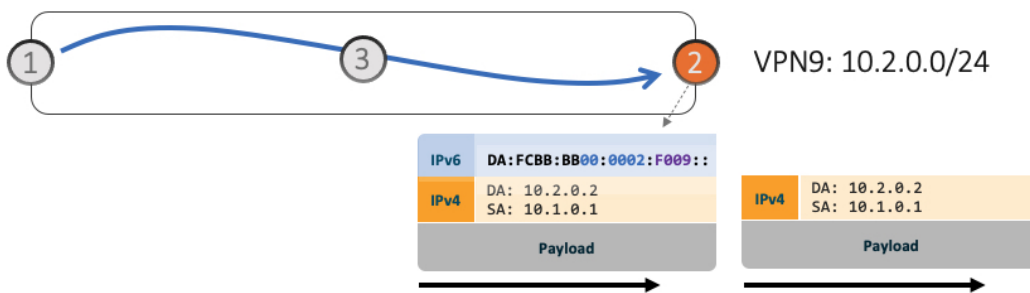 1
3
2
VPN9: 10.2.0.0/24
IPv6 DA:FCBB:BB00:0002:F009::
IPv4 DA: 10.2.0.2
SA: 10.1.0.1
Payload
IPv4 DA: 10.2.0.2
SA: 10.1.0.1
Payload